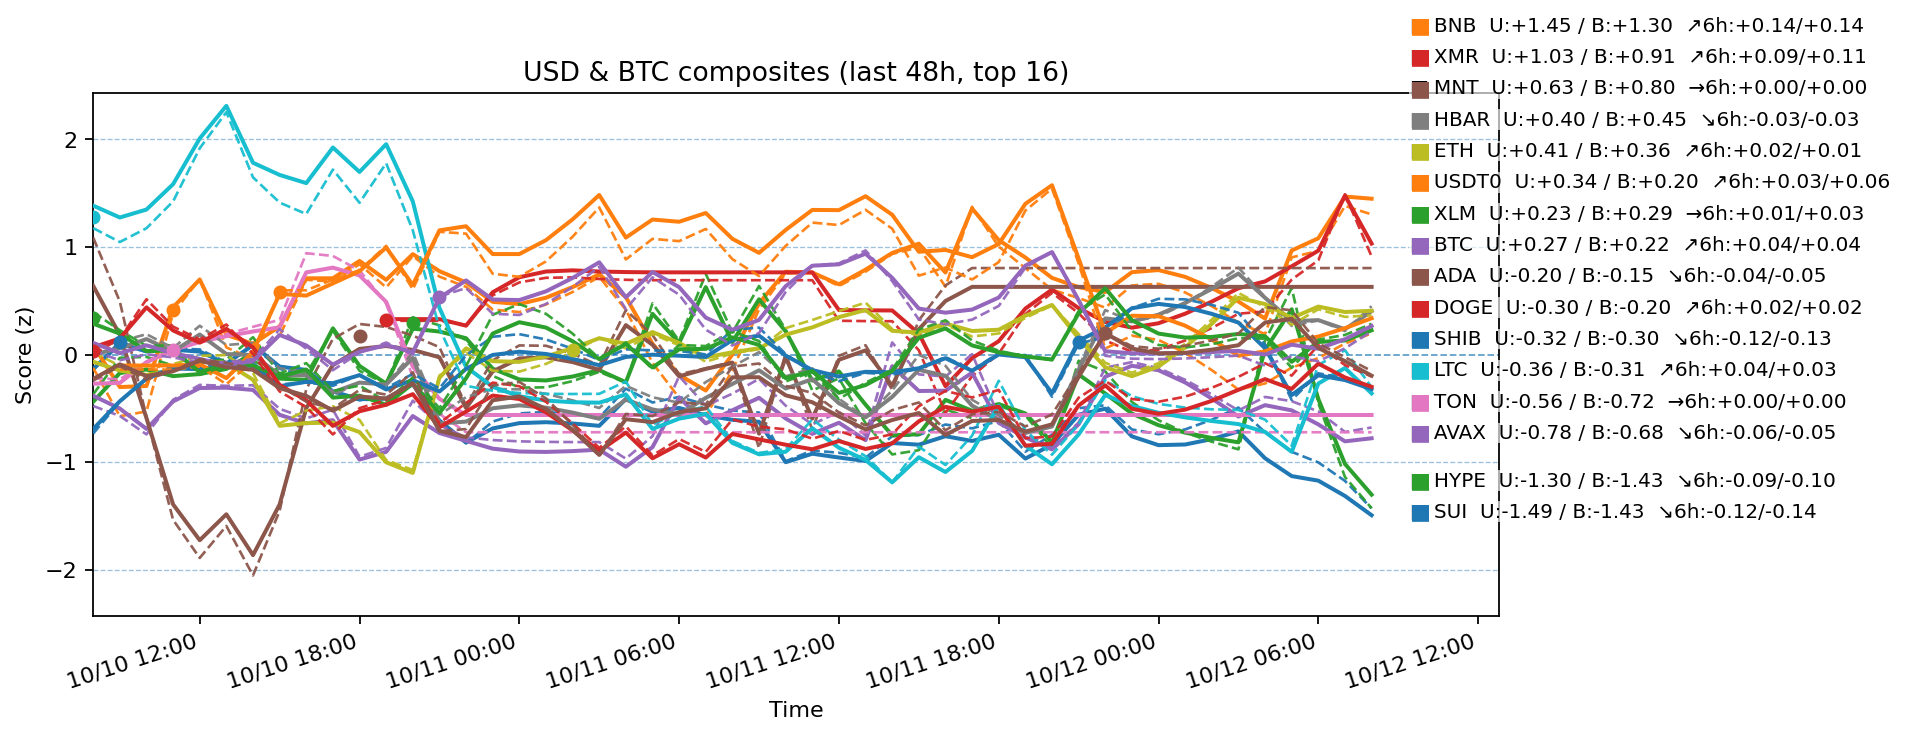 USD & BTC composites (last 48h, top 16)
BNB U:+1.45 / B:+1.30 ↗6h:+0.14/+0.14
XMR U:+1.03 / B:+0.91 ↗6h:+0.09/+0.11
MNT U:+0.63 / B:+0.80 →6h:+0.00/+0.00
HBAR U:+0.40 / B:+0.45 ↘6h:-0.03/-0.03
ETH U:+0.41 / B:+0.36 ↗6h:+0.02/+0.01
USDT0 U:+0.34 / B:+0.20 ↗6h:+0.03/+0.06
XLM U:+0.23 / B:+0.29 →6h:+0.01/+0.03
BTC U:+0.27 / B:+0.22 ↗6h:+0.04/+0.04
ADA U:-0.20 / B:-0.15 ↘6h:-0.04/-0.05
DOGE U:-0.30 / B:-0.20 ↗6h:+0.02/+0.02
SHIB U:-0.32 / B:-0.30 ↘6h:-0.12/-0.13
LTC U:-0.36 / B:-0.31 ↗6h:+0.04/+0.03
TON U:-0.56 / B:-0.72 →6h:+0.00/+0.00
AVAX U:-0.78 / B:-0.68 ↘6h:-0.06/-0.05
HYPE U:-1.30 / B:-1.43 ↘6h:-0.09/-0.10
SUI U:-1.49 / B:-1.43 ↘6h:-0.12/-0.14
Score (z)
2
1
0
−1
−2
10/10 12:00
10/10 18:00
10/11 00:00
10/11 06:00
10/11 12:00
10/11 18:00
10/12 00:00
10/12 06:00
10/12 12:00
Time